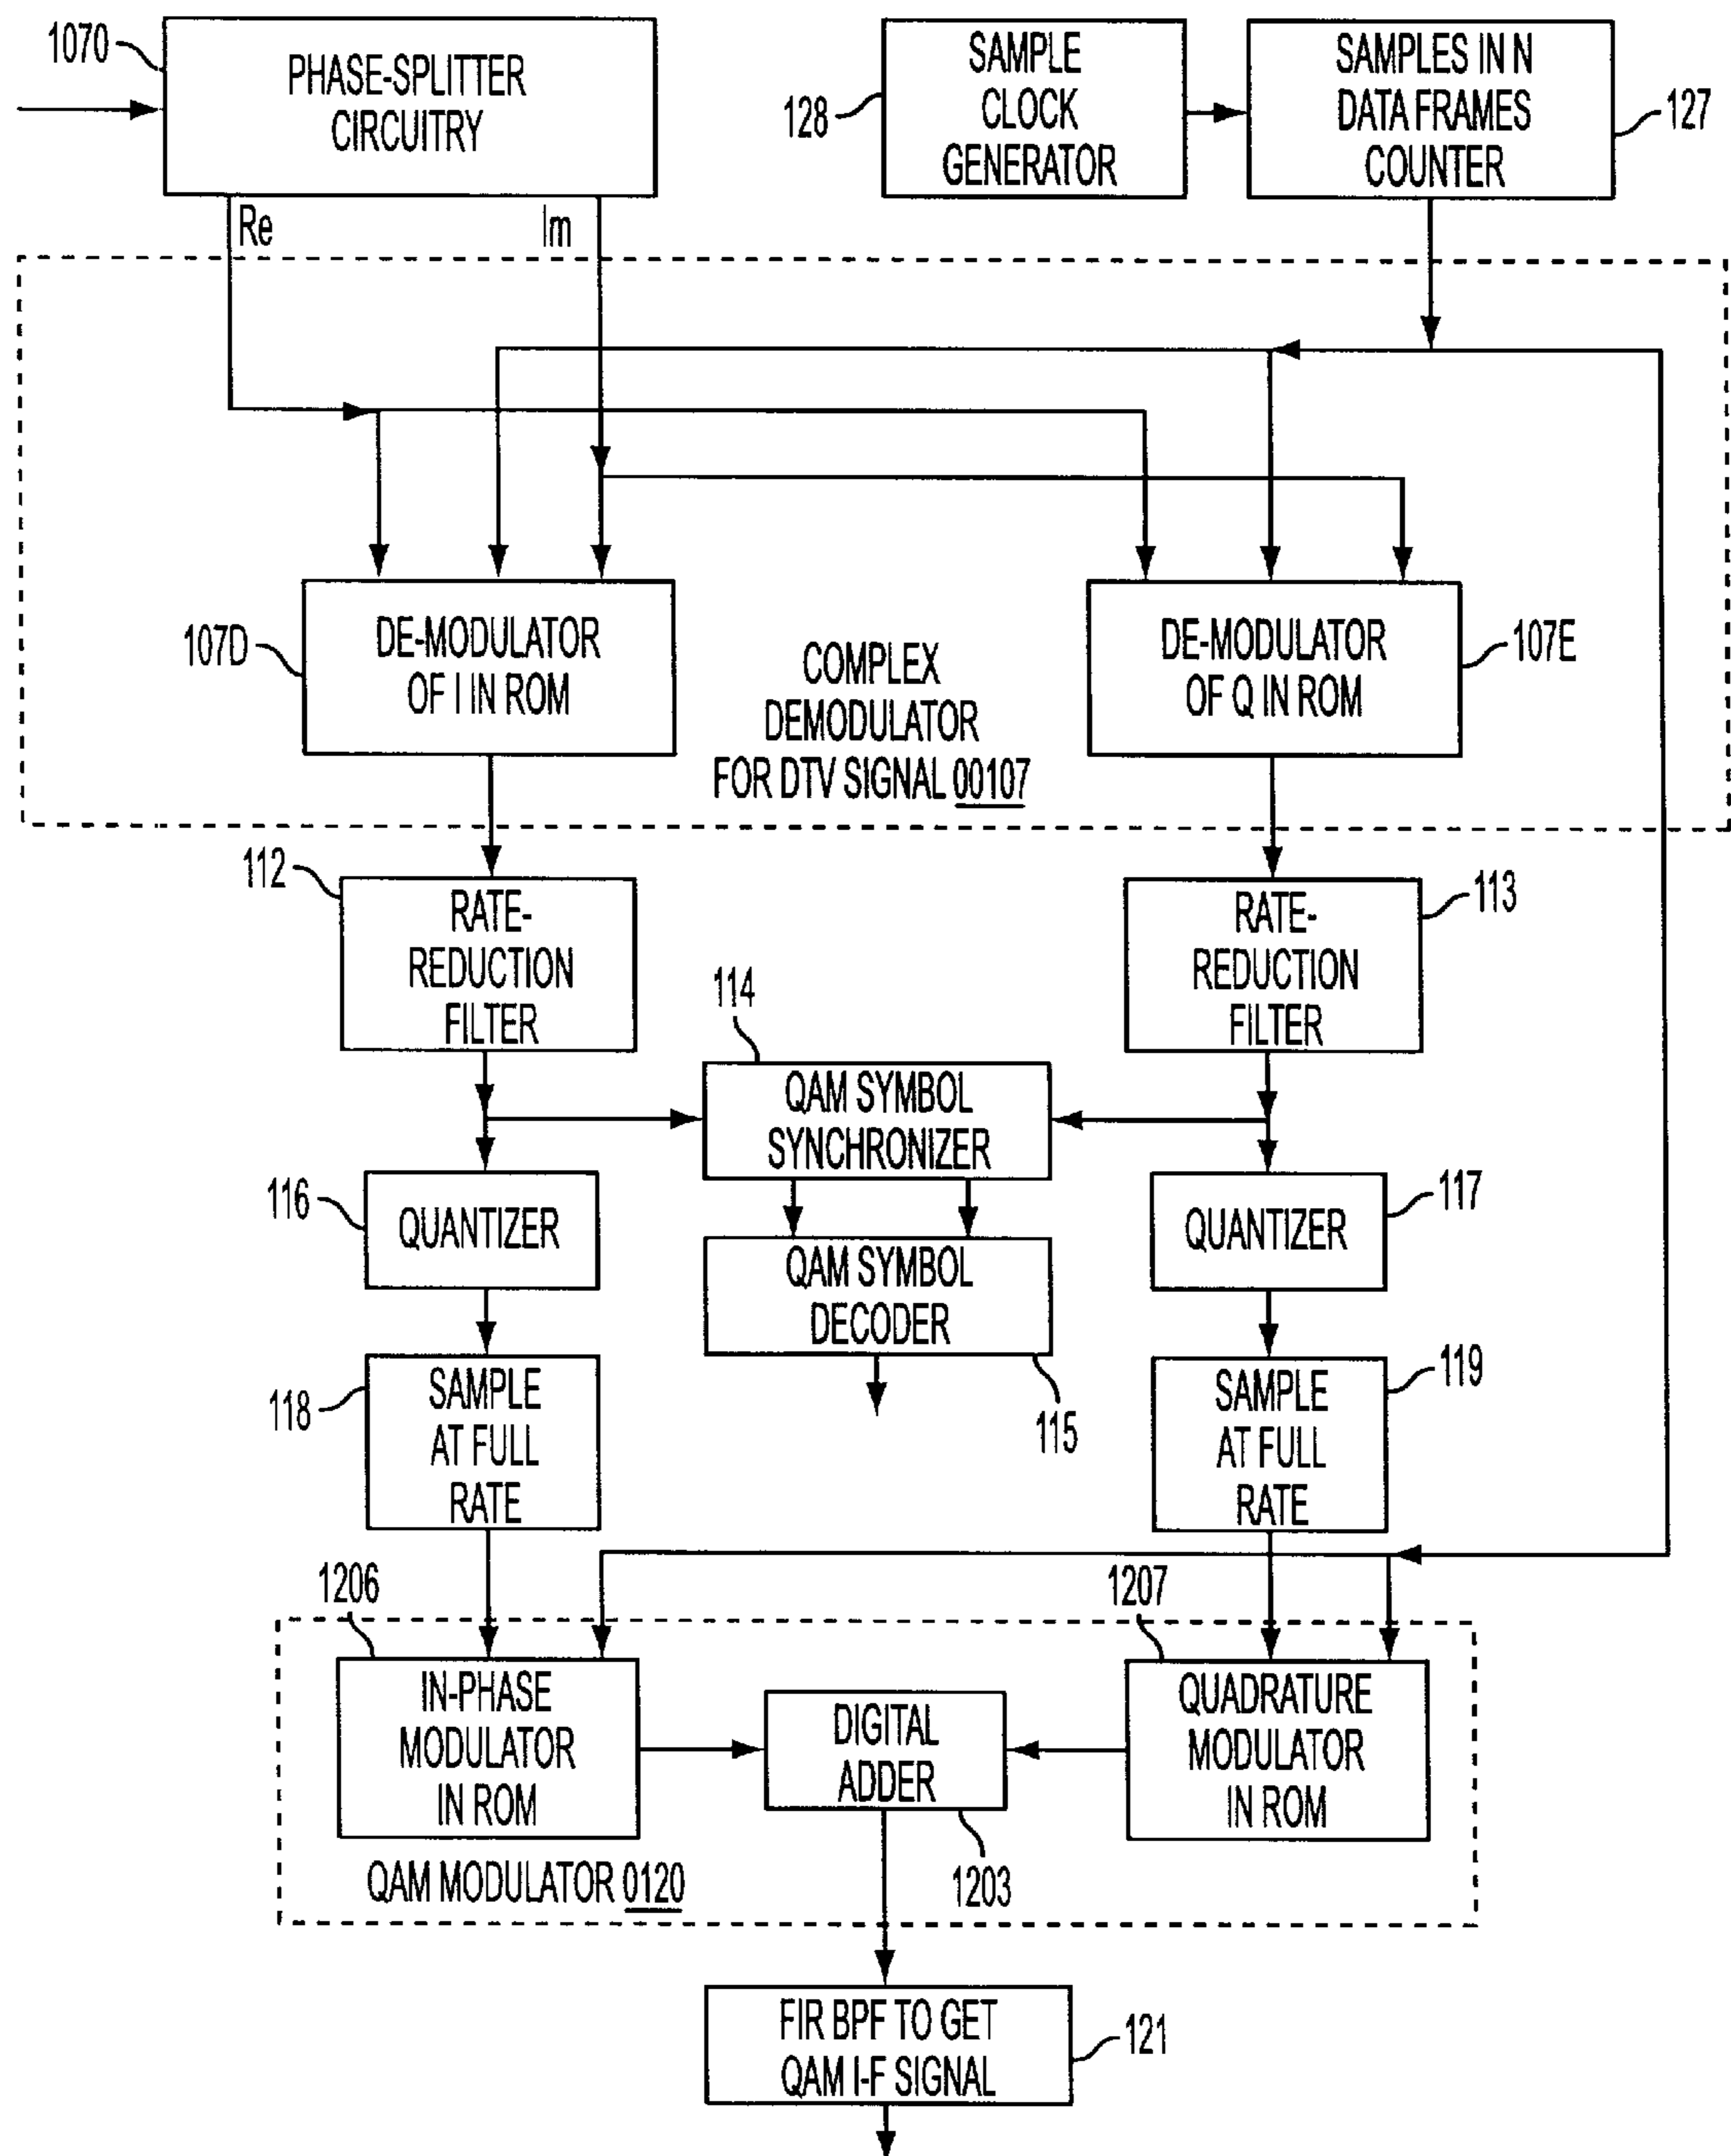 1070
PHASE-SPLITTER
CIRCUITRY
128
SAMPLE
CLOCK
GENERATOR
SAMPLES IN N
DATA FRAMES
COUNTER
127
Re
Im
107D
DE-MODULATOR
OF I IN ROM
COMPLEX
DEMODULATOR
FOR DTV SIGNAL 00107
DE-MODULATOR
OF Q IN ROM
107E
112
RATE-
REDUCTION
FILTER
113
RATE-
REDUCTION
FILTER
114
QAM SYMBOL
SYNCHRONIZER
116
QUANTIZER
117
QUANTIZER
QAM SYMBOL
DECODER
115
118
SAMPLE
AT FULL
RATE
119
SAMPLE
AT FULL
RATE
1206
IN-PHASE
MODULATOR
IN ROM
DIGITAL
ADDER
1203
1207
QUADRATURE
MODULATOR
IN ROM
QAM MODULATOR 0120
FIR BPF TO GET
QAM I-F SIGNAL
121